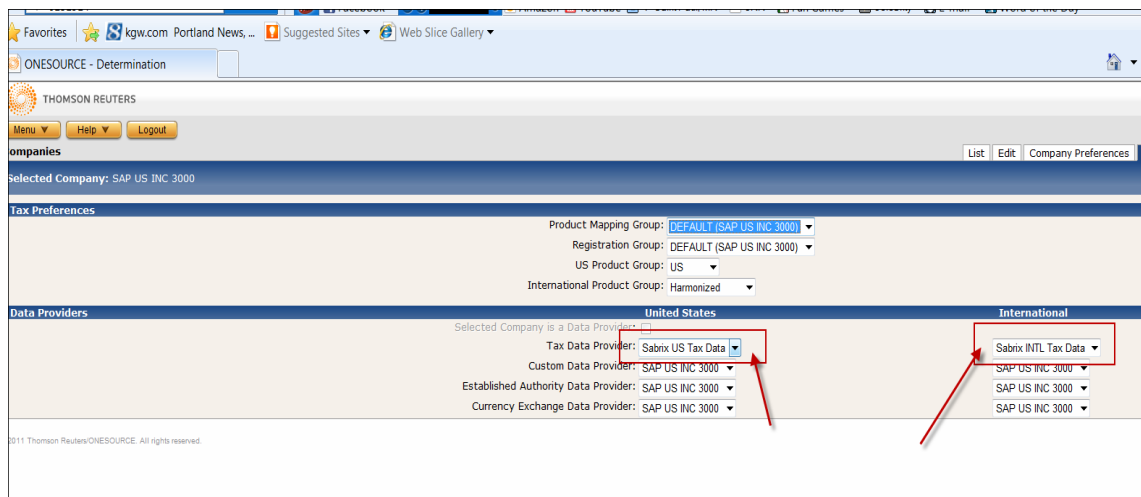 Favorites kgw.com Portland News, ... Suggested Sites Web Slice Gallery
ONESOURCE - Determination
THOMSON REUTERS
Menu Help Logout
ompanies List Edit Company Preferences
Selected Company: SAP US INC 3000
Tax Preferences
Product Mapping Group: DEFAULT (SAP US INC 3000)
Registration Group: DEFAULT (SAP US INC 3000)
US Product Group: US
International Product Group: Harmonized
Data Providers United States International
Selected Company is a Data Provider:
Tax Data Provider: Sabrix US Tax Data Sabrix INTL Tax Data
Custom Data Provider: SAP US INC 3000 SAP US INC 3000
Established Authority Data Provider: SAP US INC 3000 SAP US INC 3000
Currency Exchange Data Provider: SAP US INC 3000 SAP US INC 3000
2011 Thomson Reuters/ONESOURCE. All rights reserved.